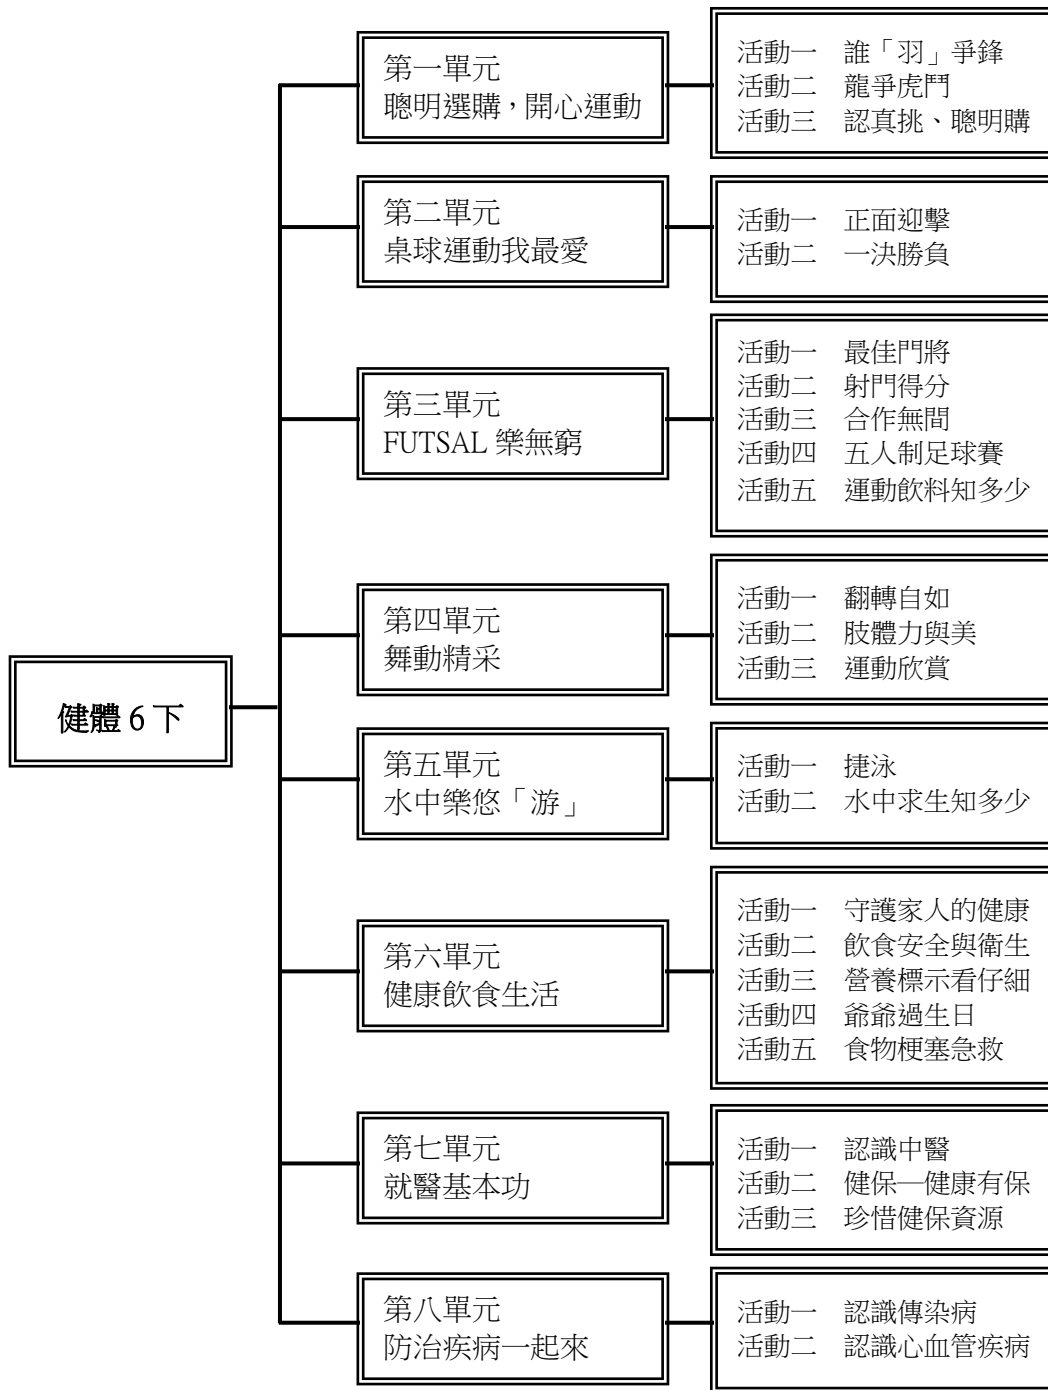 健體 6 下
第一單元
聰明選購，開心運動
活動一　誰「羽」爭鋒
活動二　龍爭虎鬥
活動三　認真挑、聰明購
第二單元
桌球運動我最愛
活動一　正面迎擊
活動二　一決勝負
第三單元
FUTSAL 樂無窮
活動一　最佳門將
活動二　射門得分
活動三　合作無間
活動四　五人制足球賽
活動五　運動飲料知多少
第四單元
舞動精采
活動一　翻轉自如
活動二　肢體力與美
活動三　運動欣賞
第五單元
水中樂悠「游」
活動一　捷泳
活動二　水中求生知多少
第六單元
健康飲食生活
活動一　守護家人的健康
活動二　飲食安全與衛生
活動三　營養標示看仔細
活動四　爺爺過生日
活動五　食物梗塞急救
第七單元
就醫基本功
活動一　認識中醫
活動二　健保─健康有保
活動三　珍惜健保資源
第八單元
防治疾病一起來
活動一　認識傳染病
活動二　認識心血管疾病